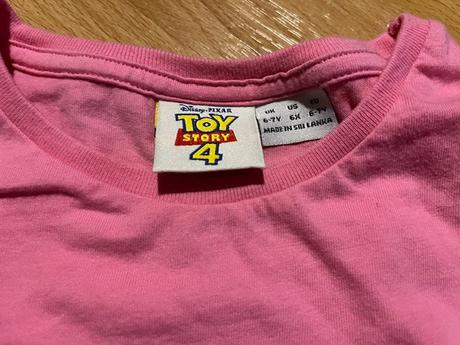 Disney·PIXAR
TOY
STORY
4
UK US EU
6-7Y 6X 6-7Y
MADE IN SRI LANKA